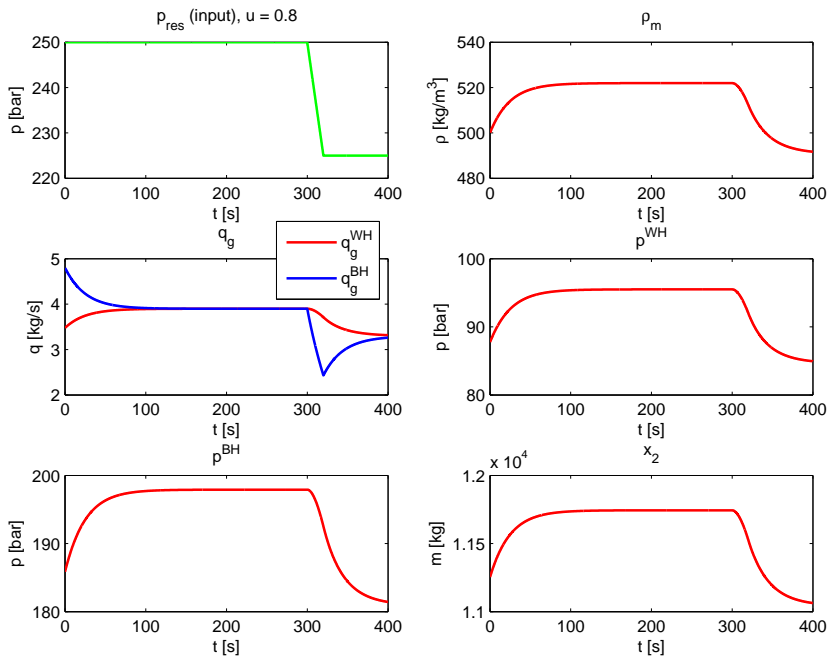 p_res (input), u = 0.8
250
240
230
220
p [bar]
0 100 200 300 400
t [s]
ρ_m
540
520
500
480
ρ [kg/m^3]
0 100 200 300 400
t [s]
q_g
5
4
3
2
q [kg/s]
q_g^WH
q_g^BH
0 100 200 300 400
t [s]
p^WH
100
90
80
p [bar]
0 100 200 300 400
t [s]
p^BH
200
190
180
p [bar]
0 100 200 300 400
t [s]
x_2
x 10^4
1.2
1.15
1.1
m [kg]
0 100 200 300 400
t [s]